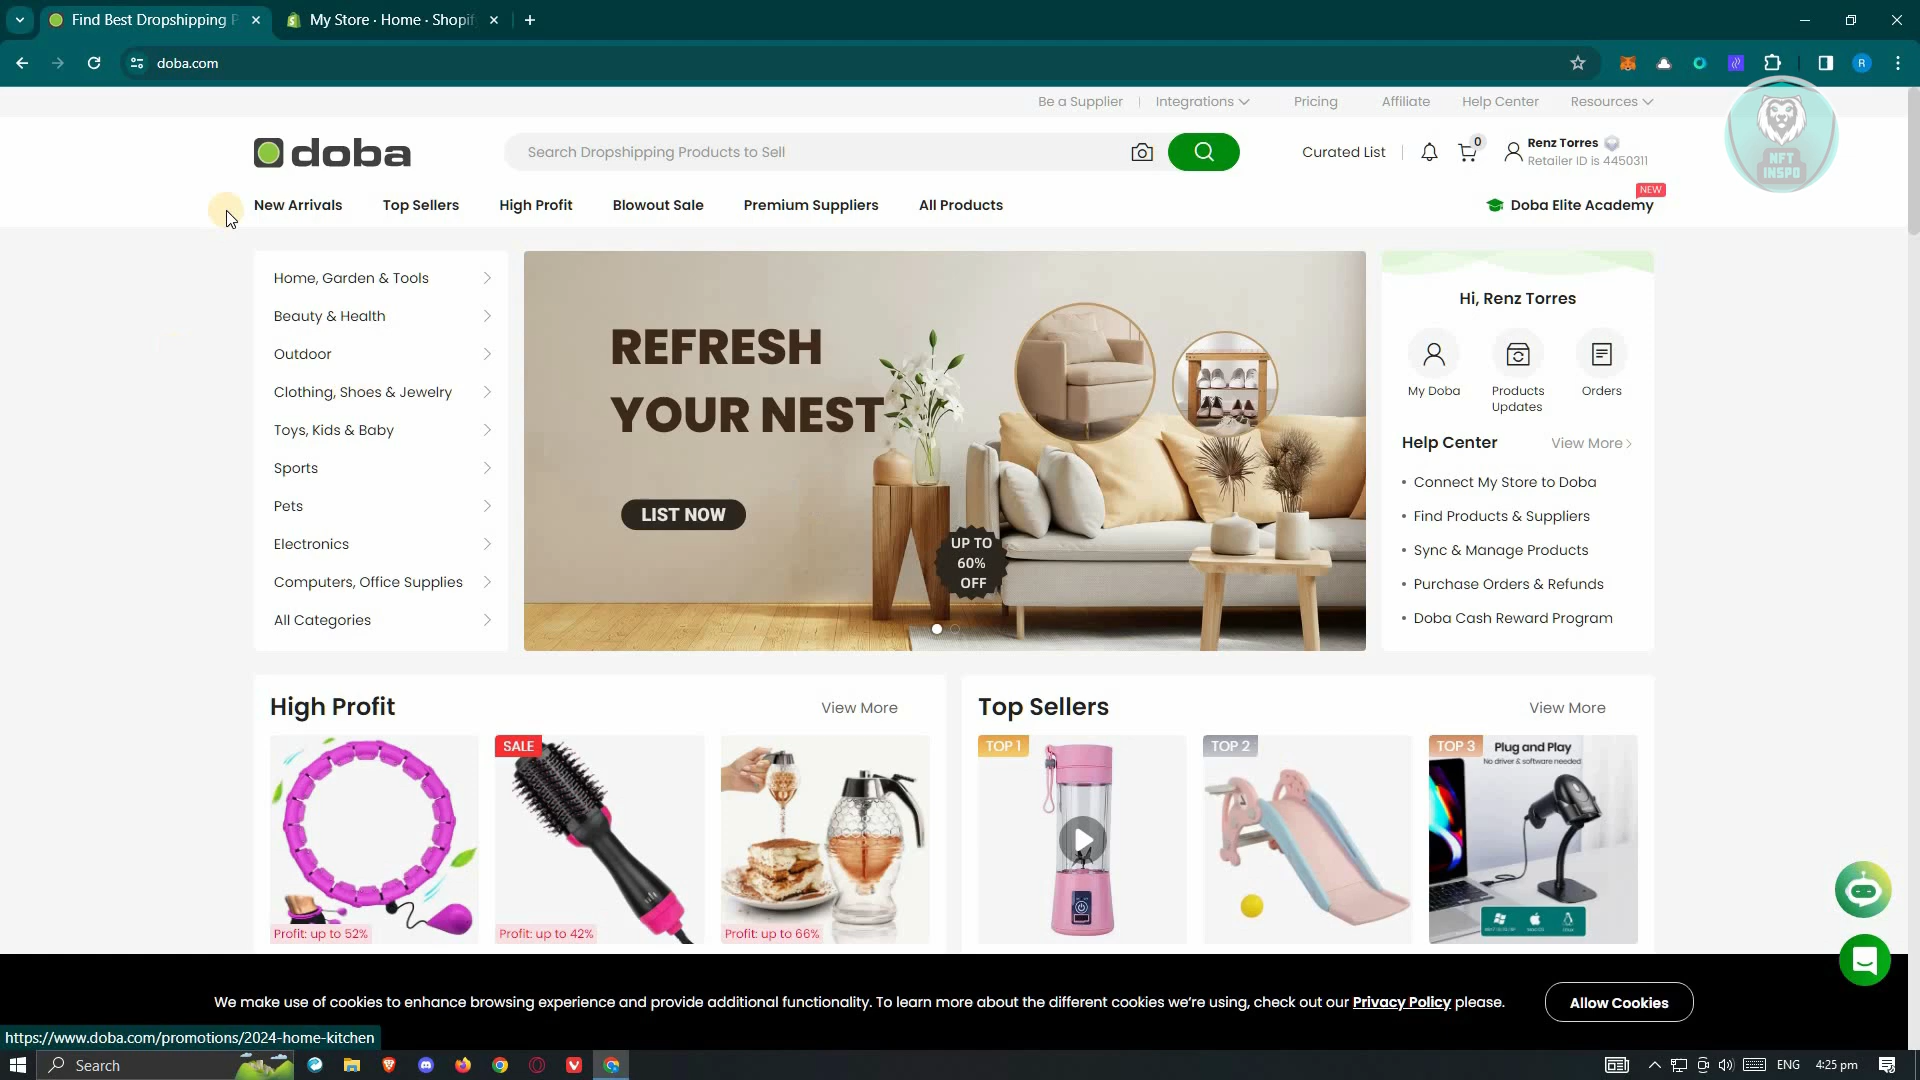 Find Best Dropshipping P
My Store · Home · Shopif
doba.com
R
Be a Supplier
Integrations
Pricing
Affiliate
Help Center
Resources
NFT
INSPO
doba
Search Dropshipping Products to Sell
Curated List
0
Renz Torres
Retailer ID is 4450311
NEW
New Arrivals
Top Sellers
High Profit
Blowout Sale
Premium Suppliers
All Products
Doba Elite Academy
Home, Garden & Tools
Beauty & Health
Outdoor
Clothing, Shoes & Jewelry
Toys, Kids & Baby
Sports
Pets
Electronics
Computers, Office Supplies
All Categories
REFRESH
YOUR NEST
LIST NOW
UP TO
60%
OFF
Hi, Renz Torres
My Doba
Products
Updates
Orders
Help Center
View More
• Connect My Store to Doba
• Find Products & Suppliers
• Sync & Manage Products
• Purchase Orders & Refunds
• Doba Cash Reward Program
High Profit
View More
Profit: up to 52%
SALE
Profit: up to 42%
Profit: up to 66%
Top Sellers
View More
TOP 1
TOP 2
TOP 3
Plug and Play
No driver & software needed
We make use of cookies to enhance browsing experience and provide additional functionality. To learn more about the different cookies we're using, check out our Privacy Policy please.
Allow Cookies
https://www.doba.com/promotions/2024-home-kitchen
Search
ENG
4:25 pm